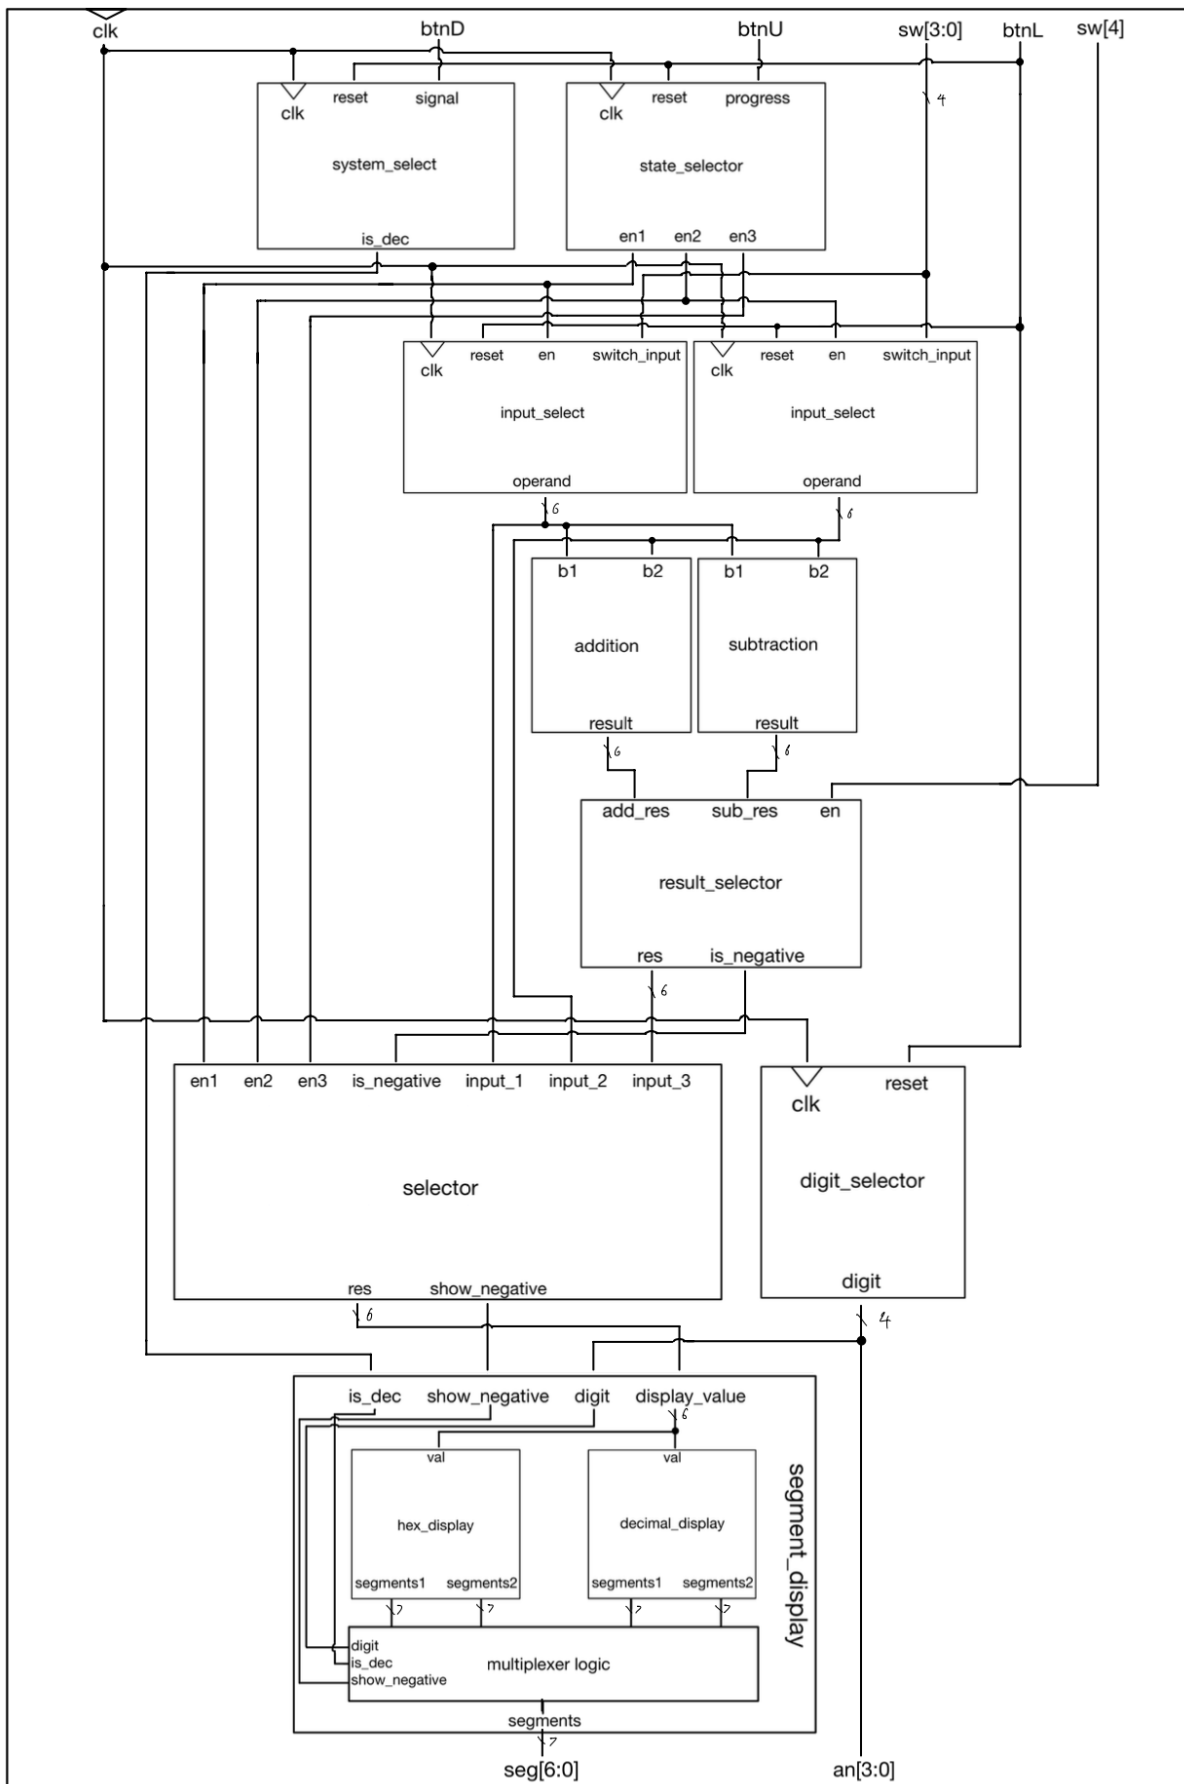 clk btnD btnU sw[3:0] btnL sw[4]
4
reset signal reset progress
clk clk
system_select state_selector
is_dec en1 en2 en3
reset en switch_input reset en switch_input
clk clk
input_select input_select
operand operand
6 6
b1 b2 b1 b2
addition subtraction
result result
6 6
add_res sub_res en
result_selector
res is_negative
6
en1 en2 en3 is_negative input_1 input_2 input_3 reset
clk
selector digit_selector
res show_negative digit
6 4
is_dec show_negative digit display_value
6
val val
hex_display decimal_display
segment_display
segments1 segments2 segments1 segments2
7 7 7 7
digit
is_dec multiplexer logic
show_negative
segments
7
seg[6:0] an[3:0]